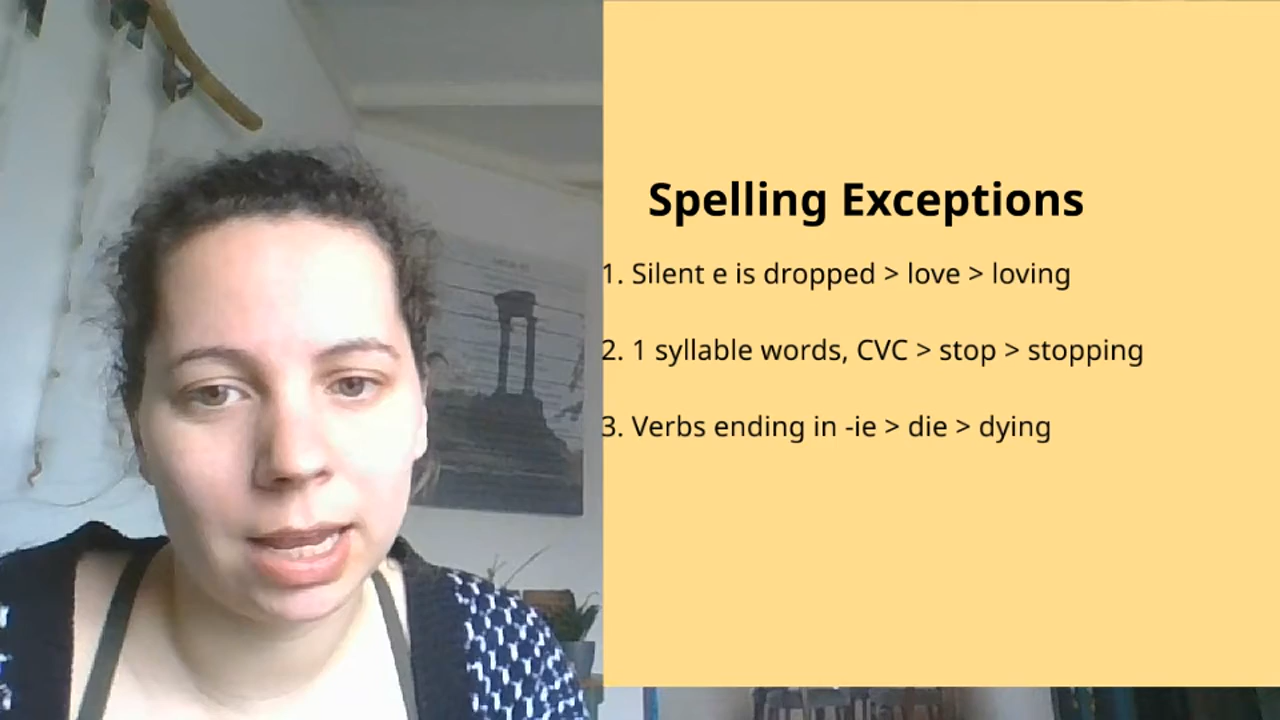 Spelling Exceptions
1. Silent e is dropped > love > loving
2. 1 syllable words, CVC > stop > stopping
3. Verbs ending in -ie > die > dying